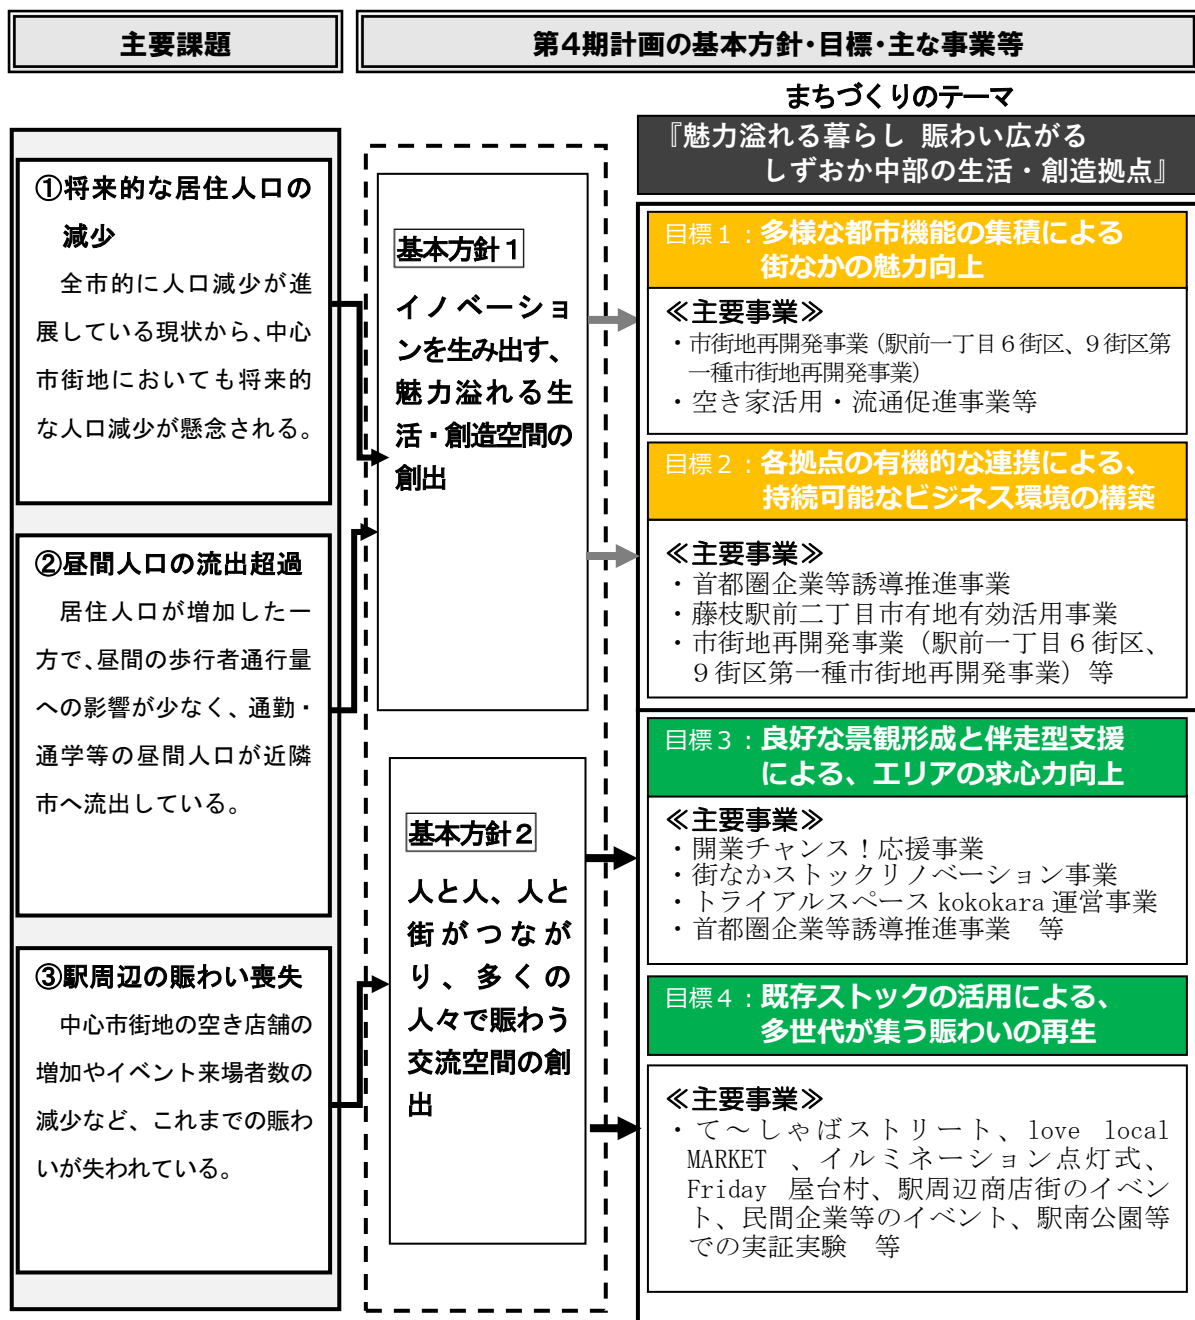 主要課題
第4期計画の基本方針・目標・主な事業等
まちづくりのテーマ
『魅力溢れる暮らし 賑わい広がる
しずおか中部の生活・創造拠点』
①将来的な居住人口の
減少
全市的に人口減少が進
展している現状から、中心
市街地においても将来的
な人口減少が懸念される。
②昼間人口の流出超過
居住人口が増加した一
方で、昼間の歩行者通行量
への影響が少なく、通勤・
通学等の昼間人口が近隣
市へ流出している。
③駅周辺の賑わい喪失
中心市街地の空き店舗の
増加やイベント来場者数の
減少など、これまでの賑わ
いが失われている。
基本方針1
イノベーショ
ンを生み出す、
魅力溢れる生
活・創造空間の
創出
基本方針2
人と人、人と
街がつなが
り、多くの
人々で賑わう
交流空間の創
出
目標1：多様な都市機能の集積による
街なかの魅力向上
≪主要事業≫
・市街地再開発事業（駅前一丁目６街区、９街区第
一種市街地再開発事業）
・空き家活用・流通促進事業等
目標2：各拠点の有機的な連携による、
持続可能なビジネス環境の構築
≪主要事業≫
・首都圏企業等誘導推進事業
・藤枝駅前二丁目市有地有効活用事業
・市街地再開発事業（駅前一丁目６街区、
９街区第一種市街地再開発事業）等
目標3：良好な景観形成と伴走型支援
による、エリアの求心力向上
≪主要事業≫
・開業チャンス！応援事業
・街なかストックリノベーション事業
・トライアルスペース kokokara 運営事業
・首都圏企業等誘導推進事業　等
目標4：既存ストックの活用による、
多世代が集う賑わいの再生
≪主要事業≫
・て～しゃばストリート、love local
MARKET 、イルミネーション点灯式、
Friday 屋台村、駅周辺商店街のイベン
ト、民間企業等のイベント、駅南公園等
での実証実験　等